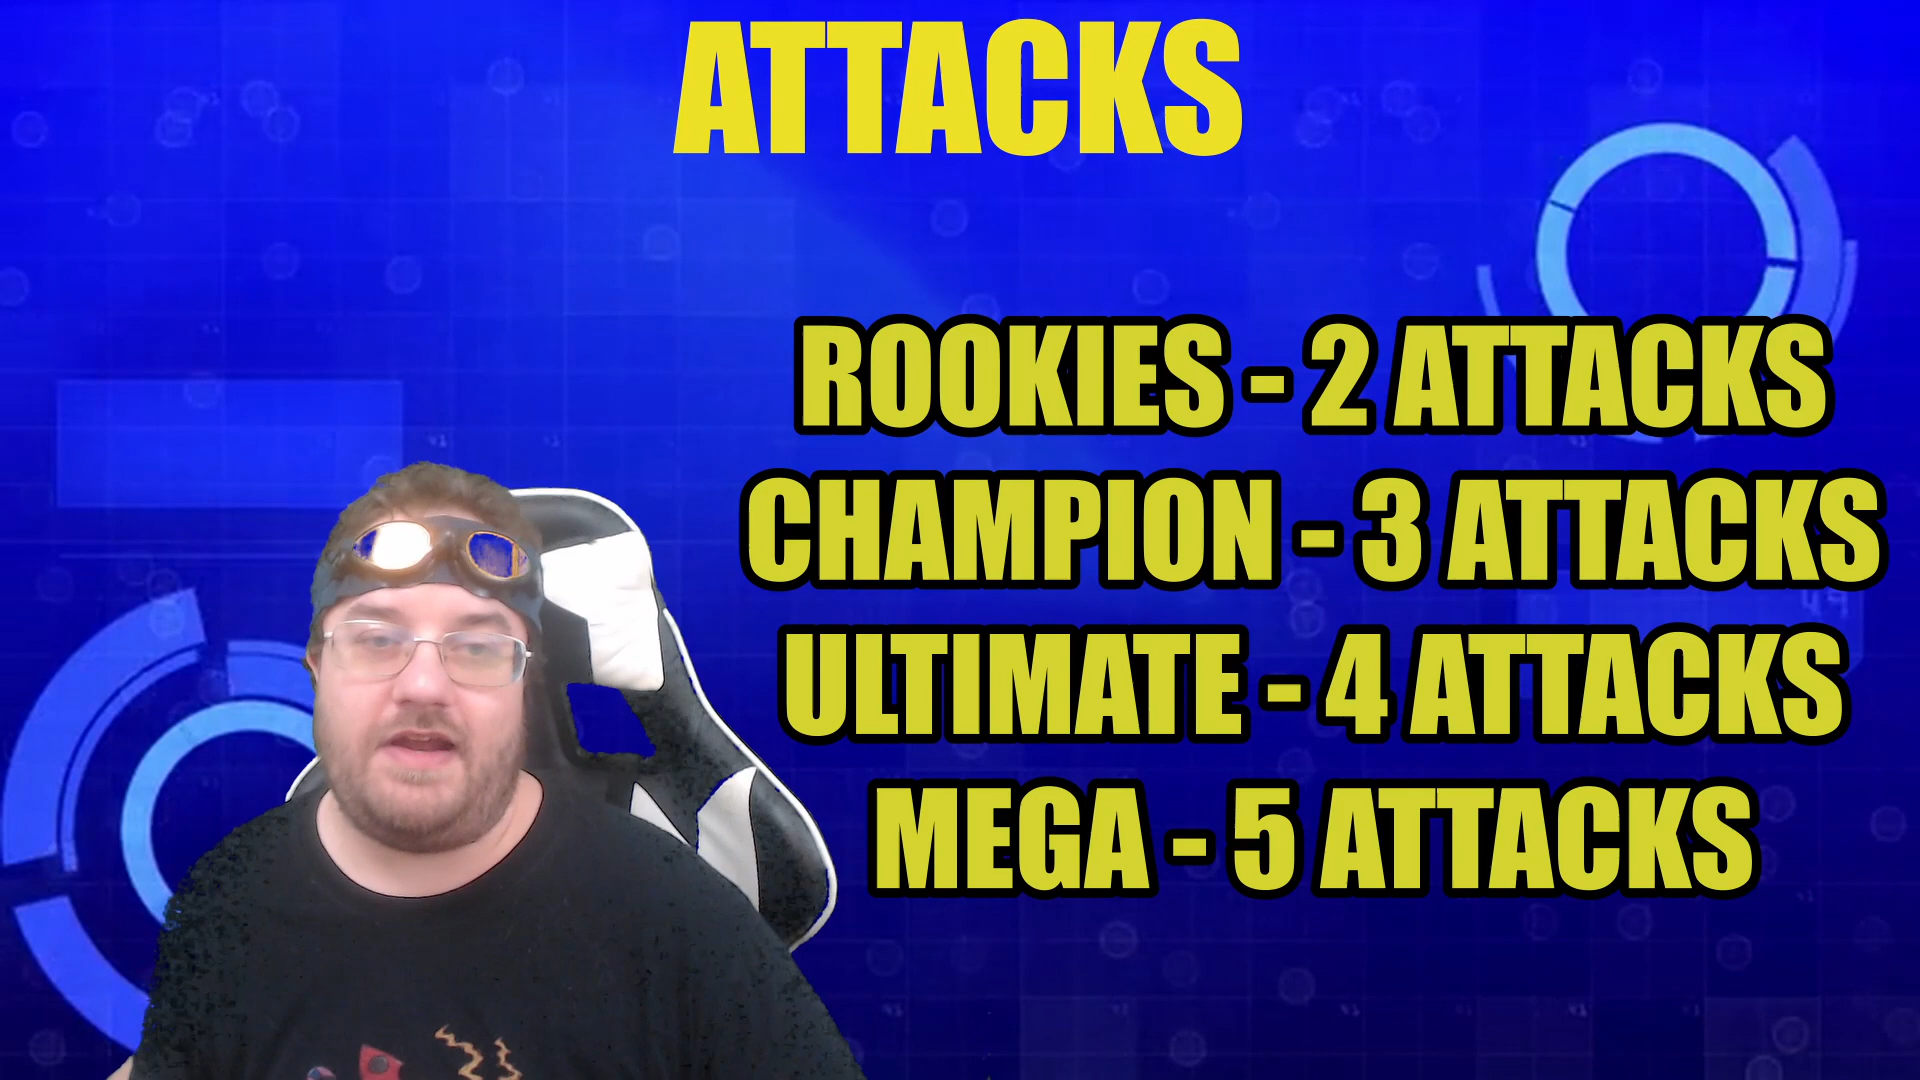 ATTACKS
ROOKIES - 2 ATTACKS
CHAMPION - 3 ATTACKS
ULTIMATE - 4 ATTACKS
MEGA - 5 ATTACKS